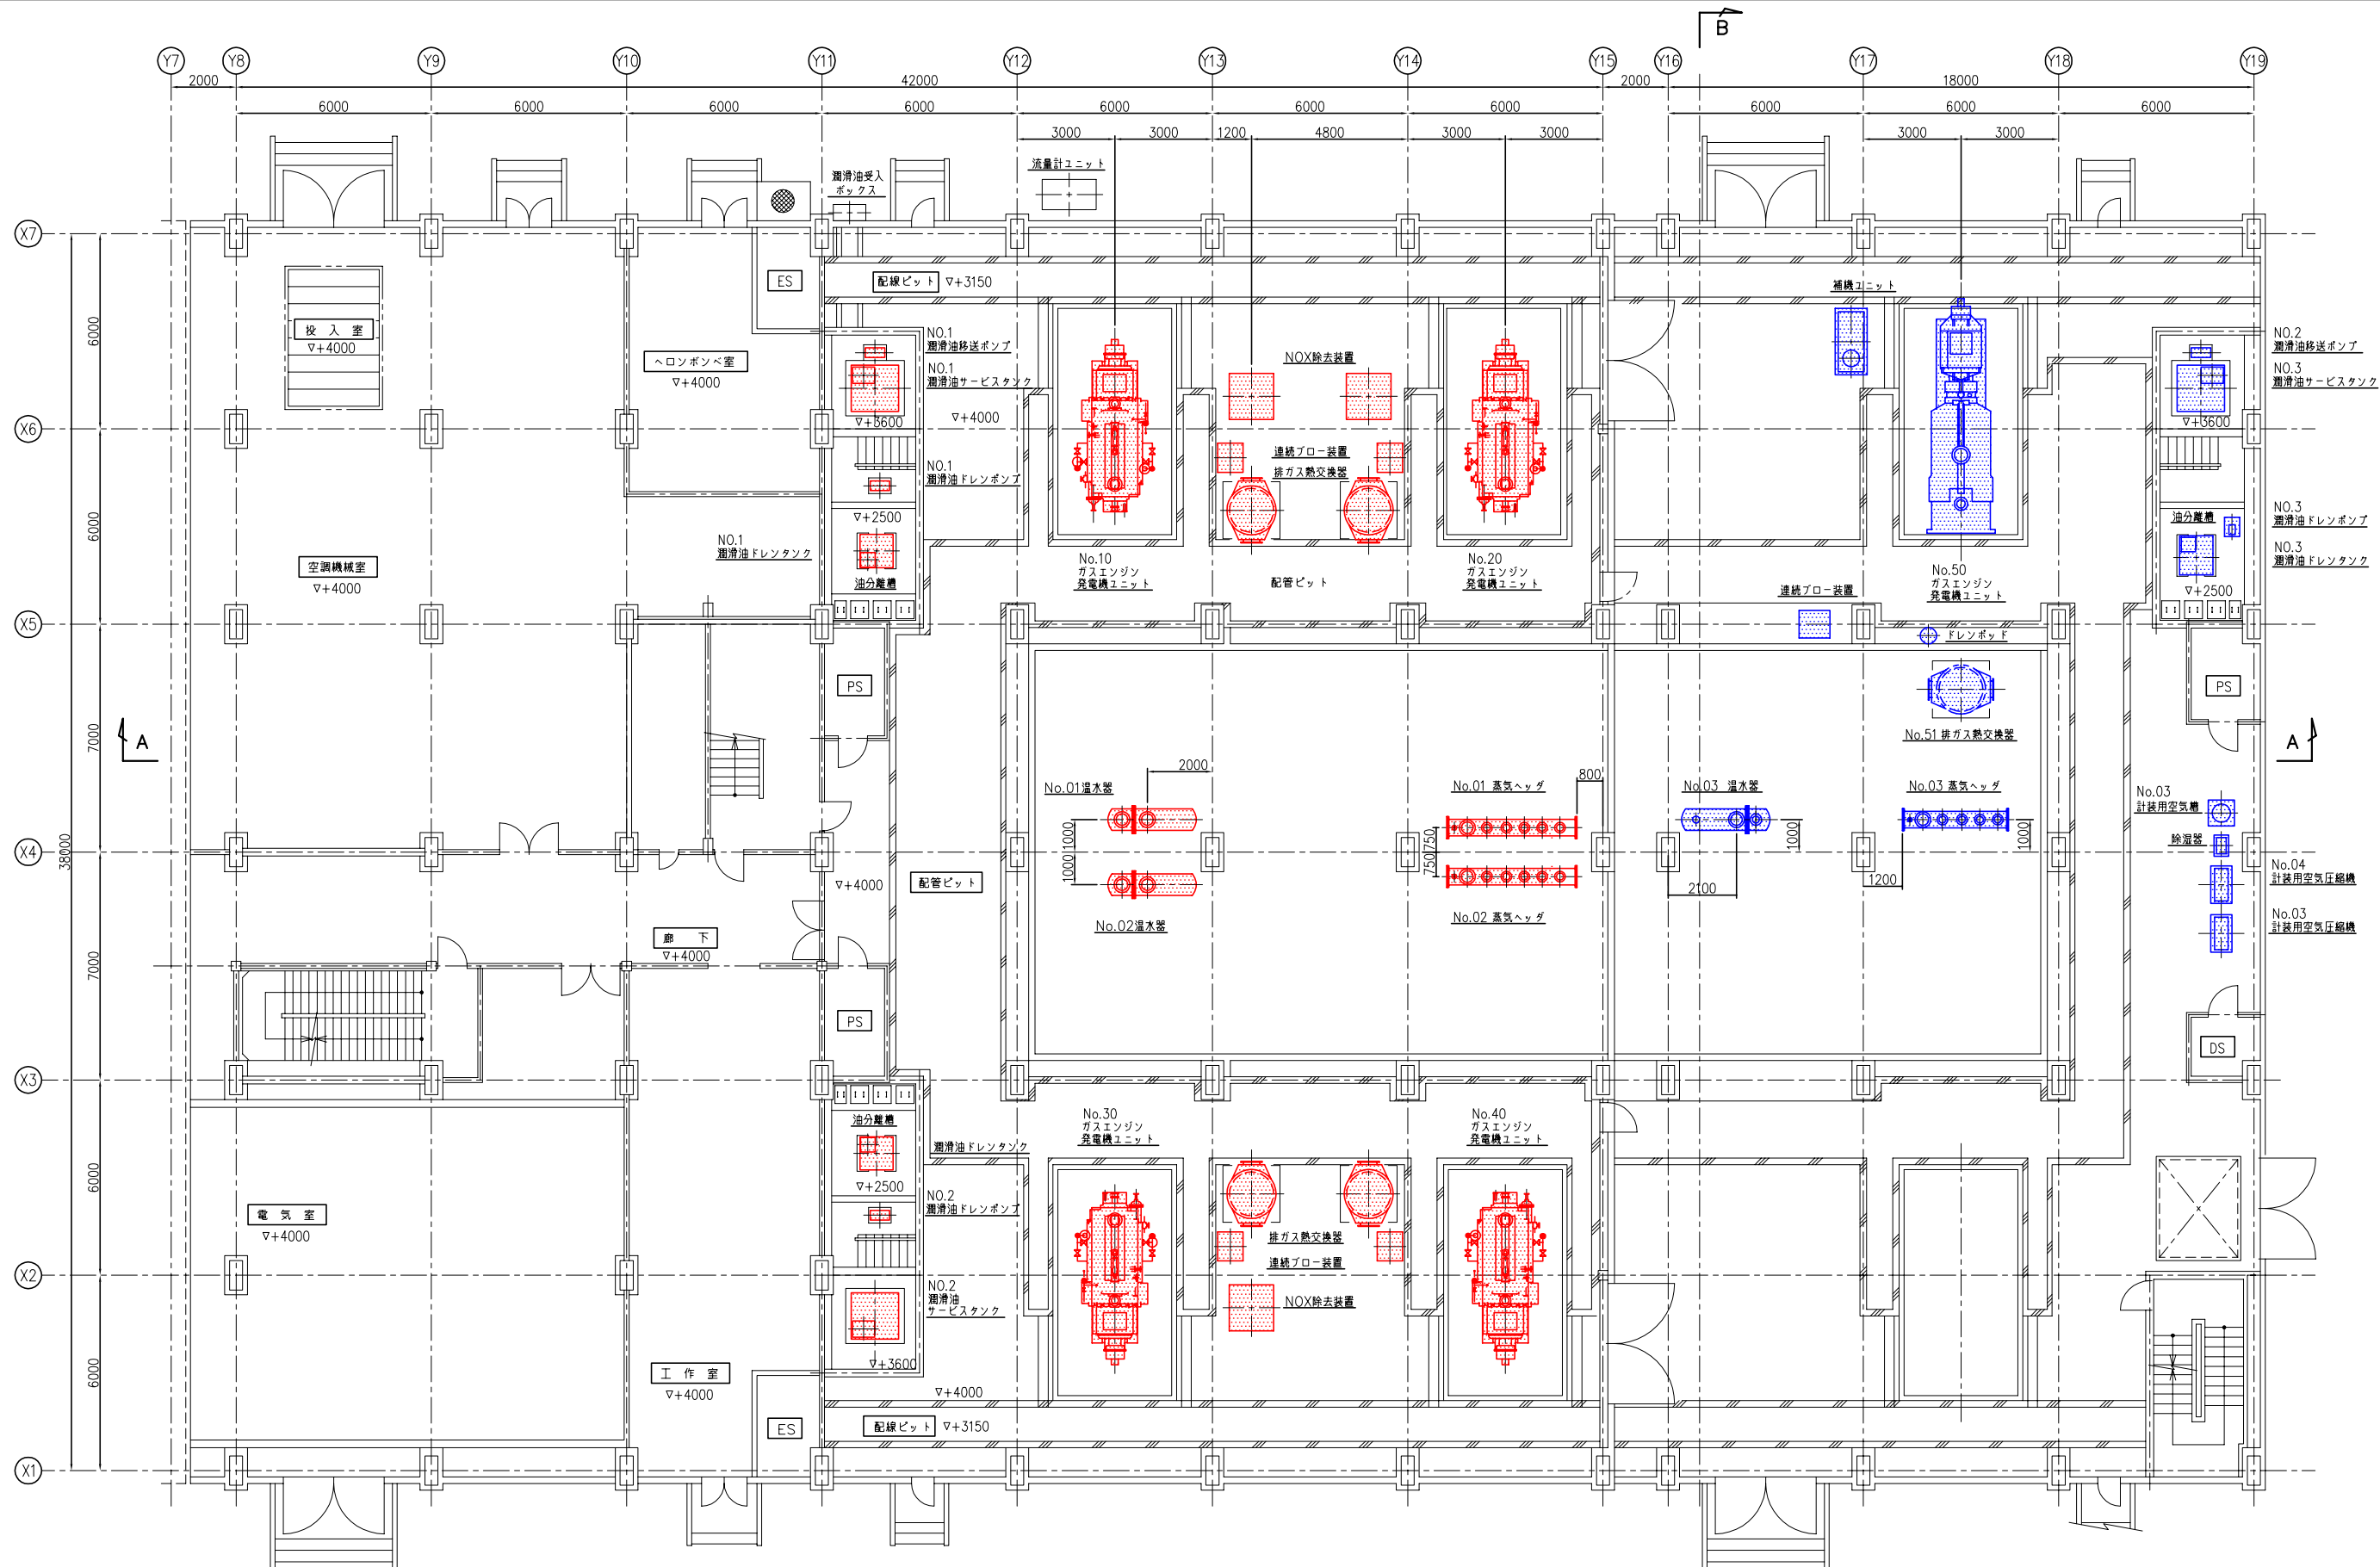 B
Y7
Y8
Y9
Y10
Y11
Y12
Y13
Y14
Y15
Y16
Y17
Y18
Y19
2000
42000
2000
18000
6000
6000
6000
6000
6000
6000
6000
6000
6000
6000
3000
3000
1200
4800
3000
3000
3000
3000
流量計ユニット
潤滑油受入
ボックス
X7
ES
配線ピット
▽+3150
補機ユニット
投 入 室
▽+4000
6000
ヘロンボンベ室
▽+4000
NO.1
潤滑油移送ポンプ
NO.1
潤滑油サービスタンク
▽+3600
▽+4000
NOX除去装置
NO.2
潤滑油移送ポンプ
NO.3
潤滑油サービスタンク
▽+3600
X6
連続ブロー装置
排ガス熱交換器
NO.1
潤滑油ドレンポンプ
▽+2500
6000
NO.1
潤滑油ドレンタンク
油分離槽
空調機械室
▽+4000
No.10
ガスエンジン
発電機ユニット
配管ピット
No.20
ガスエンジン
発電機ユニット
No.50
ガスエンジン
発電機ユニット
油分離槽
NO.3
潤滑油ドレンポンプ
NO.3
潤滑油ドレンタンク
▽+2500
連続ブロー装置
X5
ドレンポッド
PS
PS
7000
A
No.51 排ガス熱交換器
A
2000
No.01温水器
No.01 蒸気ヘッダ
800
No.03 温水器
No.03 蒸気ヘッダ
No.03
計装用空気槽
1000
1000
750
750
1000
1000
除湿器
X4
38000
No.04
計装用空気圧縮機
No.03
計装用空気圧縮機
▽+4000
配管ピット
2100
1200
No.02温水器
No.02 蒸気ヘッダ
廊 下
▽+4000
7000
PS
DS
X3
油分離槽
No.30
ガスエンジン
発電機ユニット
No.40
ガスエンジン
発電機ユニット
潤滑油ドレンタンク
▽+2500
6000
NO.2
潤滑油ドレンポンプ
電 気 室
▽+4000
排ガス熱交換器
連続ブロー装置
X2
NO.2
潤滑油
サービスタンク
NOX除去装置
▽+3600
6000
工 作 室
▽+4000
▽+4000
ES
配線ピット
▽+3150
X1